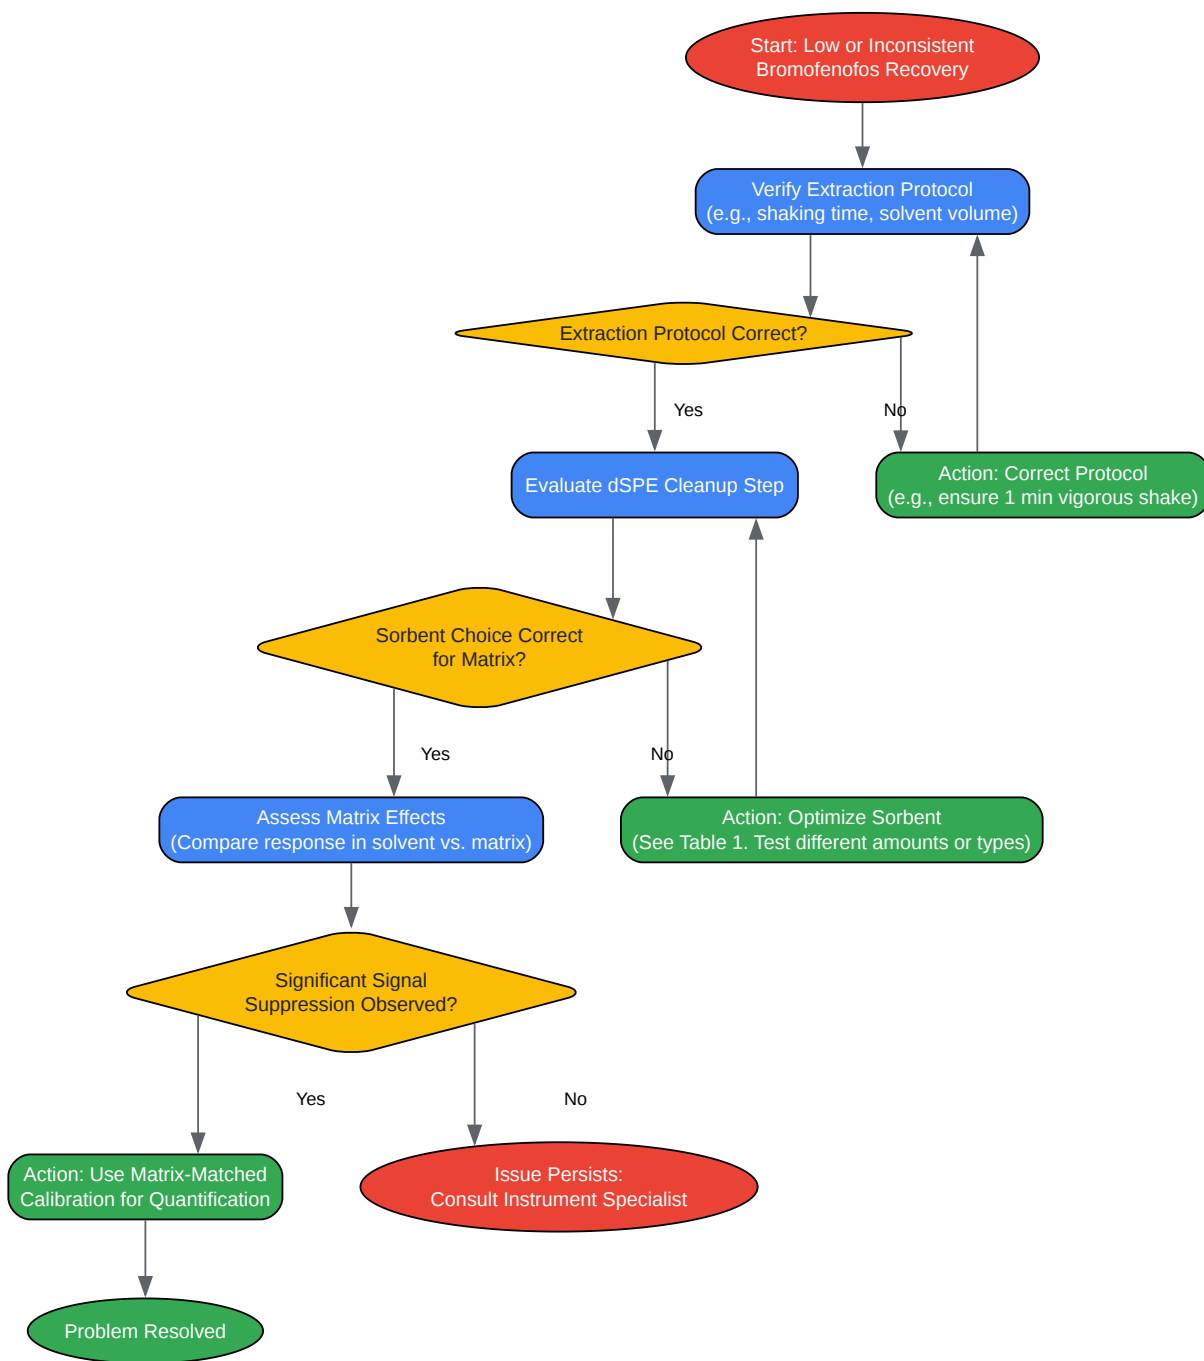 Start: Low or Inconsistent
Bromofenofos Recovery
Verify Extraction Protocol
(e.g., shaking time, solvent volume)
Extraction Protocol Correct?
Yes
No
Evaluate dSPE Cleanup Step
Action: Correct Protocol
(e.g., ensure 1 min vigorous shake)
Sorbent Choice Correct
for Matrix?
Yes
No
Assess Matrix Effects
(Compare response in solvent vs. matrix)
Action: Optimize Sorbent
(See Table 1. Test different amounts or types)
Significant Signal
Suppression Observed?
Yes
No
Action: Use Matrix-Matched
Calibration for Quantification
Issue Persists:
Consult Instrument Specialist
Problem Resolved